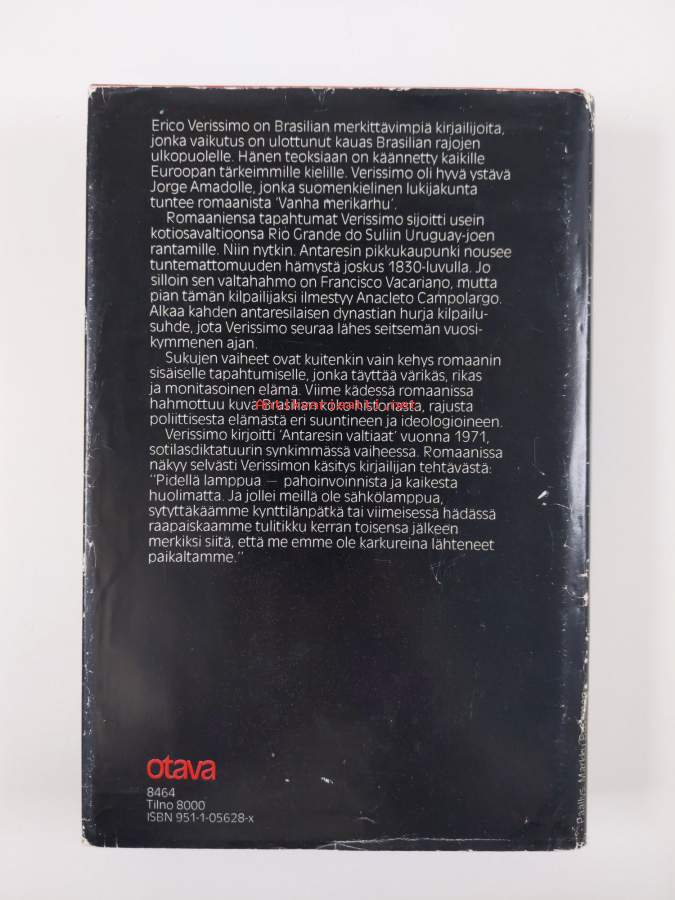 Erico Verissimo on Brasilian merkittävimpiä kirjailijoita,
jonka vaikutus on ulottunut kauas Brasilian rajojen
ulkopuolelle. Hänen teoksiaan on käännetty kaikille
Euroopan tärkeimmille kielille. Verissimo oli hyvä ystävä
Jorge Amadolle, jonka suomenkielinen lukijakunta
tuntee romaanista 'Vanha merikarhu'.
Romaaniensa tapahtumat Verissimo sijoitti usein
kotiosavaltioonsa Rio Grande do Suliin Uruguay-joen
rantamille. Niin nytkin. Antaresin pikkukaupunki nousee
tuntemattomuuden hämystä joskus 1830-luvulla. Jo
silloin sen valtahahmo on Francisco Vacariano, mutta
pian tämän kilpailijaksi ilmestyy Anacleto Campolargo.
Alkaa kahden antaresilaisen dynastian hurja kilpailu-
suhde, jota Verissimo seuraa lähes seitsemän vuosi-
kymmenen ajan.
Sukujen vaiheet ovat kuitenkin vain kehys romaanin
sisäiselle tapahtumiselle, jonka täyttää värikäs, rikas
ja monitasoinen elämä. Viime kädessä romaanissa
hahmottuu kuva Brasilian koko historiasta, rajusta
poliittisesta elämästä eri suuntineen ja ideologioineen.
Verissimo kirjoitti 'Antaresin valtiaat' vuonna 1971,
sotilasdiktatuurin synkimmässä vaiheessa. Romaanissa
näkyy selvästi Verissimon käsitys kirjailijan tehtävästä:
"Pidellä lamppua — pahoinvoinnista ja kaikesta
huolimatta. Ja jollei meillä ole sähkölamppua,
sytyttäkäämme kynttilänpätkä tai viimeisessä hädässä
raapaiskaamme tulitikku kerran toisensa jälkeen
merkiksi siitä, että me emme ole karkureina lähteneet
paikaltamme."
otava
8464
Tilno 8000
ISBN 951-1-05628-x
Päällys Markku